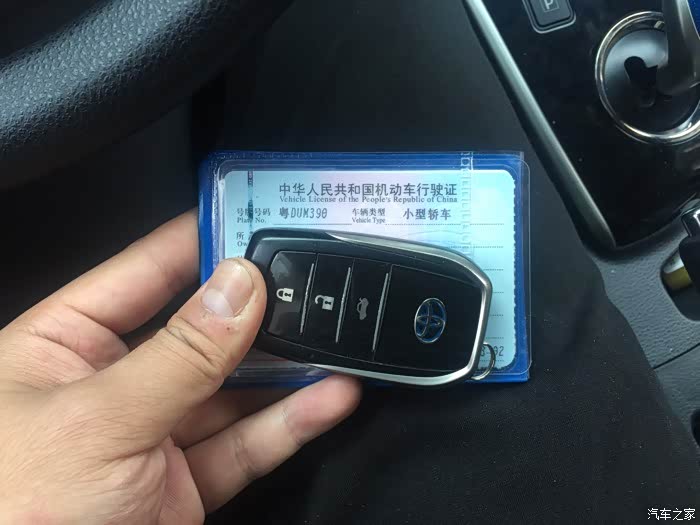 P
中华人民共和国机动车行驶证
Vehicle License of the People's Republic of China
号牌号码 粤DUM390 车辆类型 小型轿车
Plate No. Vehicle Type
所
Ow
汽车之家